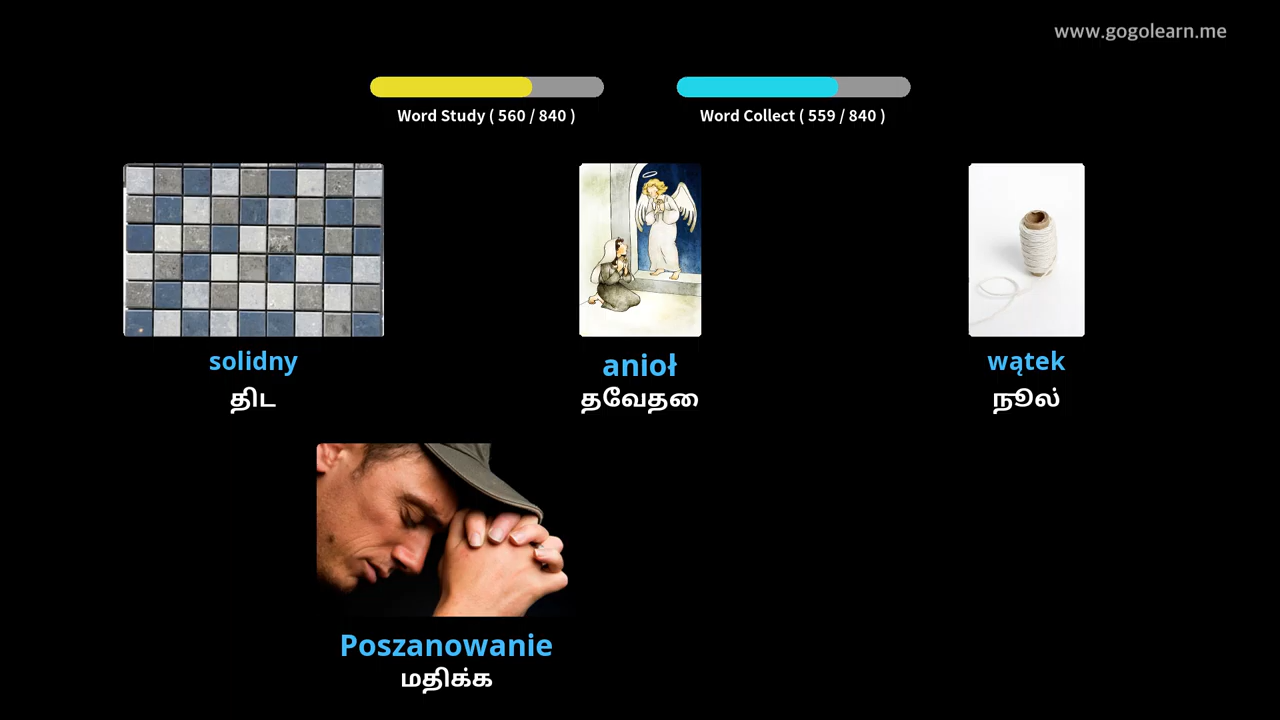 www.gogolearn.me
Word Study ( 560 / 840 )
Word Collect ( 559 / 840 )
solidny
anioł
wątek
திட
தவேதை
நூல்
Poszanowanie
மதிக்க